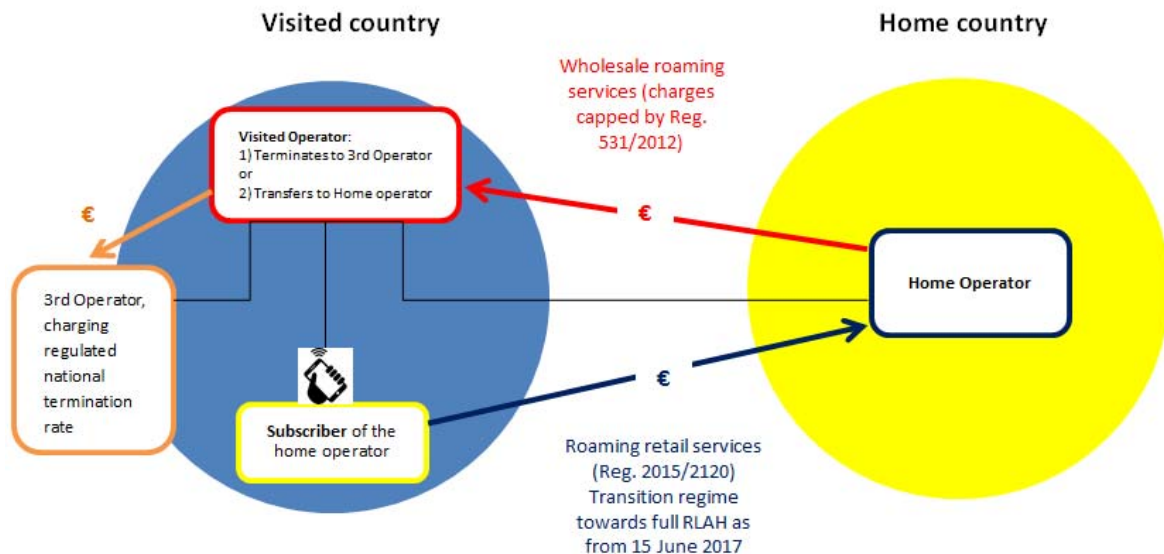 Visited country
Home country
Wholesale roaming
services (charges
capped by Reg.
531/2012)
Visited Operator:
1) Terminates to 3rd Operator
or
2) Transfers to Home operator
€
€
Home Operator
3rd Operator,
charging
regulated
national
termination
rate
€
Subscriber of the
home operator
Roaming retail services
(Reg. 2015/2120)
Transition regime
towards full RLAH as
from 15 June 2017